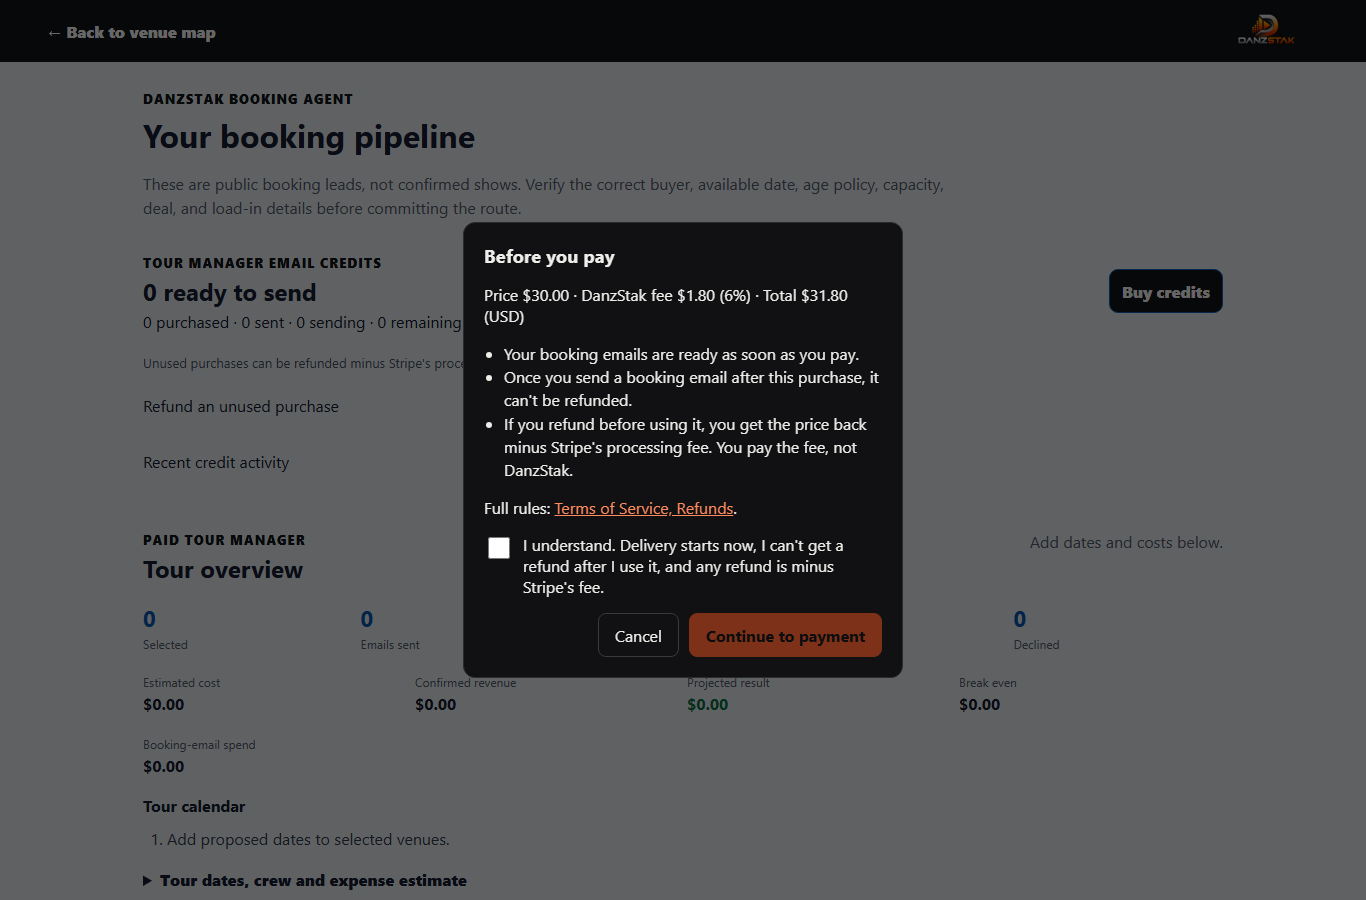 ← Back to venue map
DANZSTAK
DANZSTAK BOOKING AGENT
Your booking pipeline
These are public booking leads, not confirmed shows. Verify the correct buyer, available date, age policy, capacity,
deal, and load-in details before committing the route.
TOUR MANAGER EMAIL CREDITS
0 ready to send
0 purchased · 0 sent · 0 sending · 0 remaining
Unused purchases can be refunded minus Stripe's
Refund an unused purchase
Recent credit activity
Buy credits
Before you pay
Price $30.00 · DanzStak fee $1.80 (6%) · Total $31.80
(USD)
• Your booking emails are ready as soon as you pay.
• Once you send a booking email after this purchase, it
can't be refunded.
• If you refund before using it, you get the price back
minus Stripe's processing fee. You pay the fee, not
DanzStak.
Full rules: Terms of Service, Refunds.
I understand. Delivery starts now, I can't get a
refund after I use it, and any refund is minus
Stripe's fee.
Cancel
Continue to payment
PAID TOUR MANAGER
Tour overview
Add dates and costs below.
0
Selected
0
Emails sent
0
Declined
Estimated cost
$0.00
Confirmed revenue
$0.00
Projected result
$0.00
Break even
$0.00
Booking-email spend
$0.00
Tour calendar
1. Add proposed dates to selected venues.
▶ Tour dates, crew and expense estimate